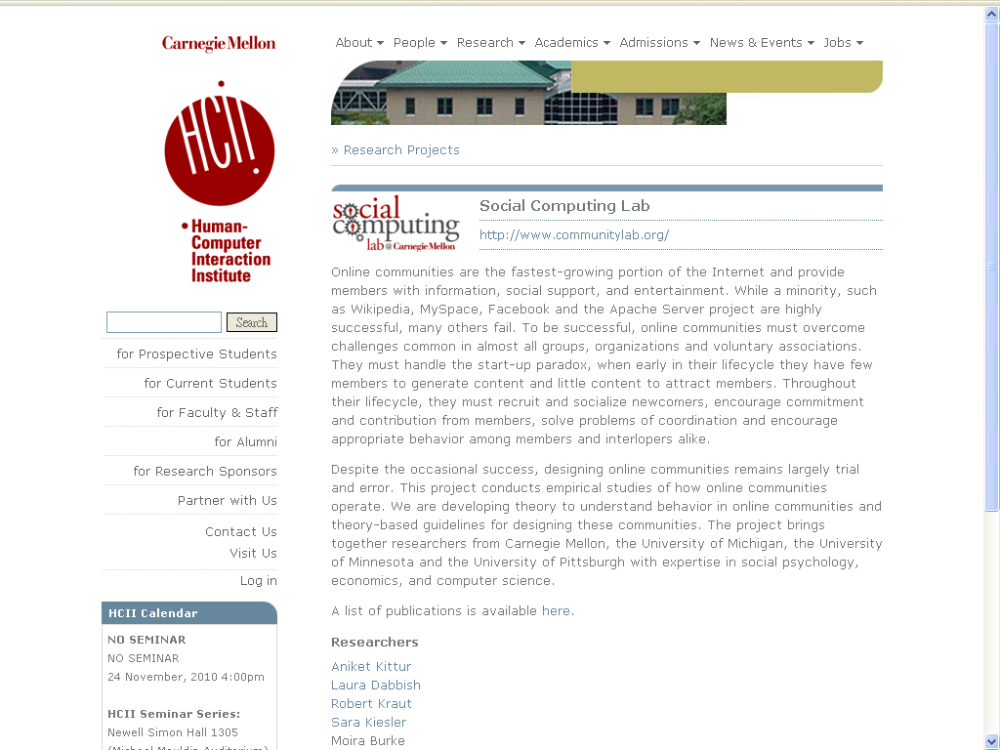 Carnegie Mellon
About People Research Academics Admissions News & Events Jobs
HCII
• Human-
Computer
Interaction
Institute
Search
for Prospective Students
for Current Students
for Faculty & Staff
for Alumni
for Research Sponsors
Partner with Us
Contact Us
Visit Us
Log in
HCII Calendar
NO SEMINAR
NO SEMINAR
24 November, 2010 4:00pm
HCII Seminar Series:
Newell Simon Hall 1305
(Michael Mauldin Auditorium)
» Research Projects
social
computing
lab @ Carnegie Mellon
Social Computing Lab
http://www.communitylab.org/
Online communities are the fastest-growing portion of the Internet and provide
members with information, social support, and entertainment. While a minority, such
as Wikipedia, MySpace, Facebook and the Apache Server project are highly
successful, many others fail. To be successful, online communities must overcome
challenges common in almost all groups, organizations and voluntary associations.
They must handle the start-up paradox, when early in their lifecycle they have few
members to generate content and little content to attract members. Throughout
their lifecycle, they must recruit and socialize newcomers, encourage commitment
and contribution from members, solve problems of coordination and encourage
appropriate behavior among members and interlopers alike.
Despite the occasional success, designing online communities remains largely trial
and error. This project conducts empirical studies of how online communities
operate. We are developing theory to understand behavior in online communities and
theory-based guidelines for designing these communities. The project brings
together researchers from Carnegie Mellon, the University of Michigan, the University
of Minnesota and the University of Pittsburgh with expertise in social psychology,
economics, and computer science.
A list of publications is available here.
Researchers
Aniket Kittur
Laura Dabbish
Robert Kraut
Sara Kiesler
Moira Burke